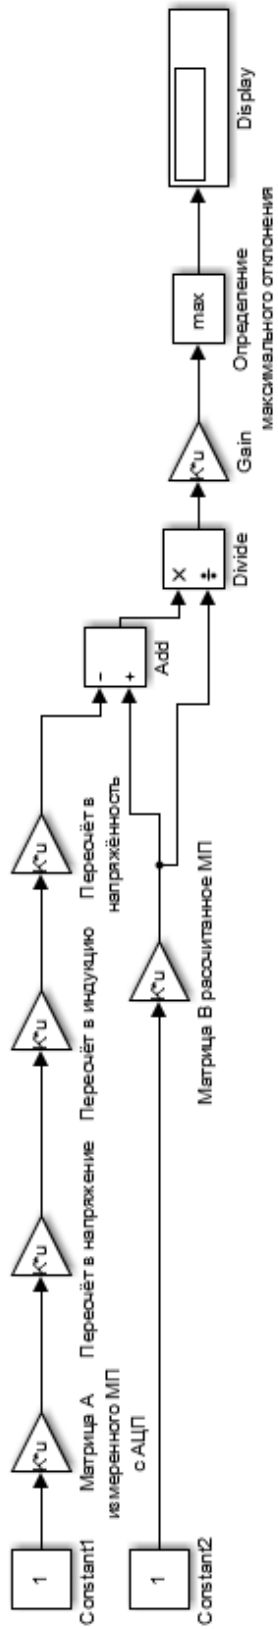 1
Constant1
K*u
Матрица А
измеренного МП
с АЦП
K*u
Пересчёт в напряжение
K*u
Пересчёт в индукцию
K*u
Пересчёт в
напряжённость
1
Constant2
K*u
Матрица В рассчитанное МП
−
+
Add
×
÷
Divide
K*u
Gain
max
Определение
максимального отклонения
Display